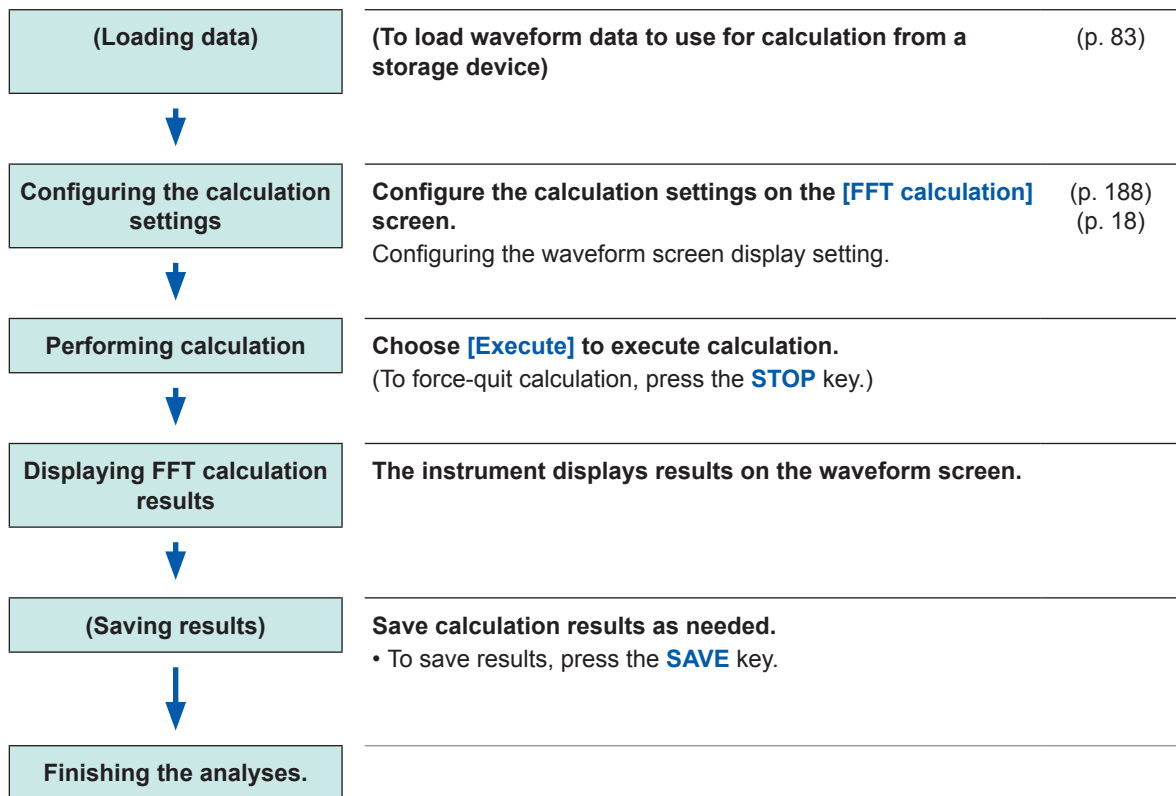 (Loading data)
(To load waveform data to use for calculation from a
storage device)
(p. 83)
Configuring the calculation
settings
Configure the calculation settings on the [FFT calculation]
screen.
Configuring the waveform screen display setting.
(p. 188)
(p. 18)
Performing calculation
Choose [Execute] to execute calculation.
(To force-quit calculation, press the STOP key.)
Displaying FFT calculation
results
The instrument displays results on the waveform screen.
(Saving results)
Save calculation results as needed.
• To save results, press the SAVE key.
Finishing the analyses.